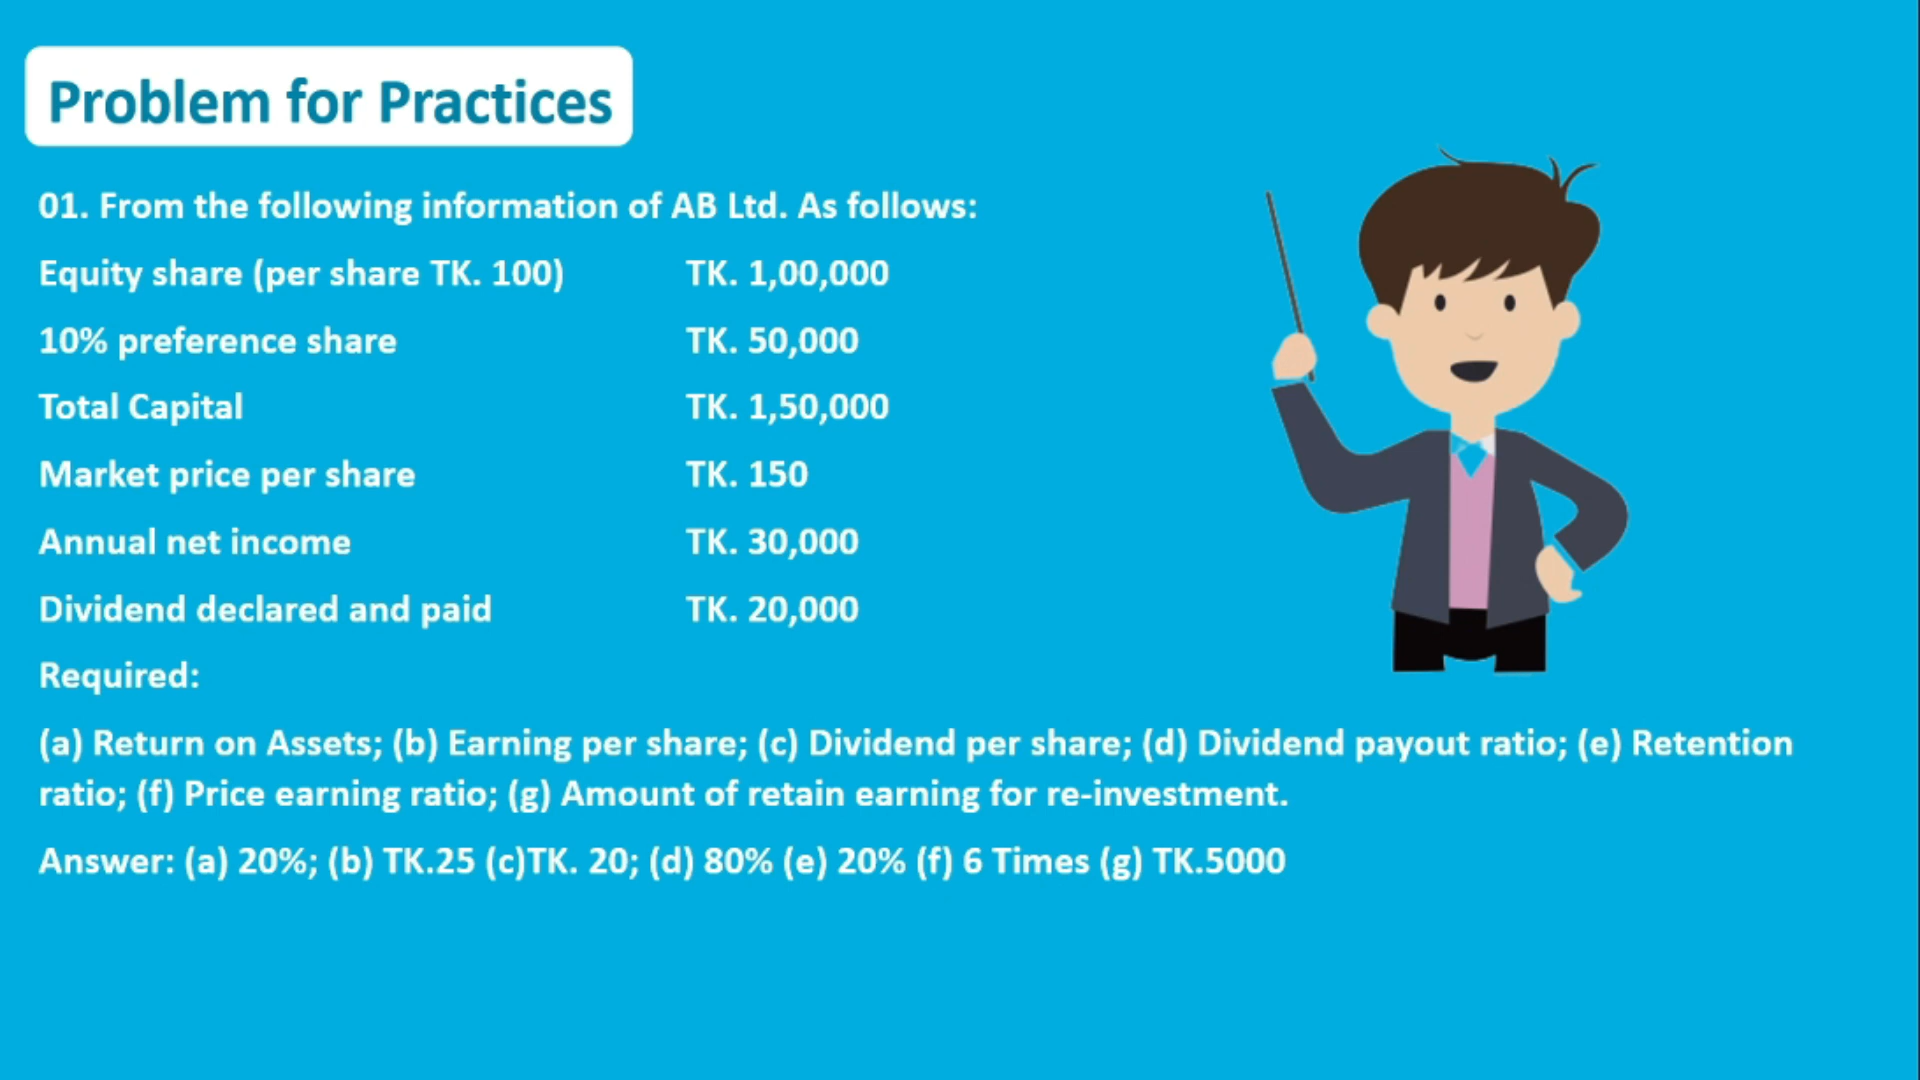 Problem for Practices
01. From the following information of AB Ltd. As follows:
Equity share (per share TK. 100) TK. 1,00,000
10% preference share TK. 50,000
Total Capital TK. 1,50,000
Market price per share TK. 150
Annual net income TK. 30,000
Dividend declared and paid TK. 20,000
Required:
(a) Return on Assets; (b) Earning per share; (c) Dividend per share; (d) Dividend payout ratio; (e) Retention
ratio; (f) Price earning ratio; (g) Amount of retain earning for re-investment.
Answer: (a) 20%; (b) TK.25 (c)TK. 20; (d) 80% (e) 20% (f) 6 Times (g) TK.5000